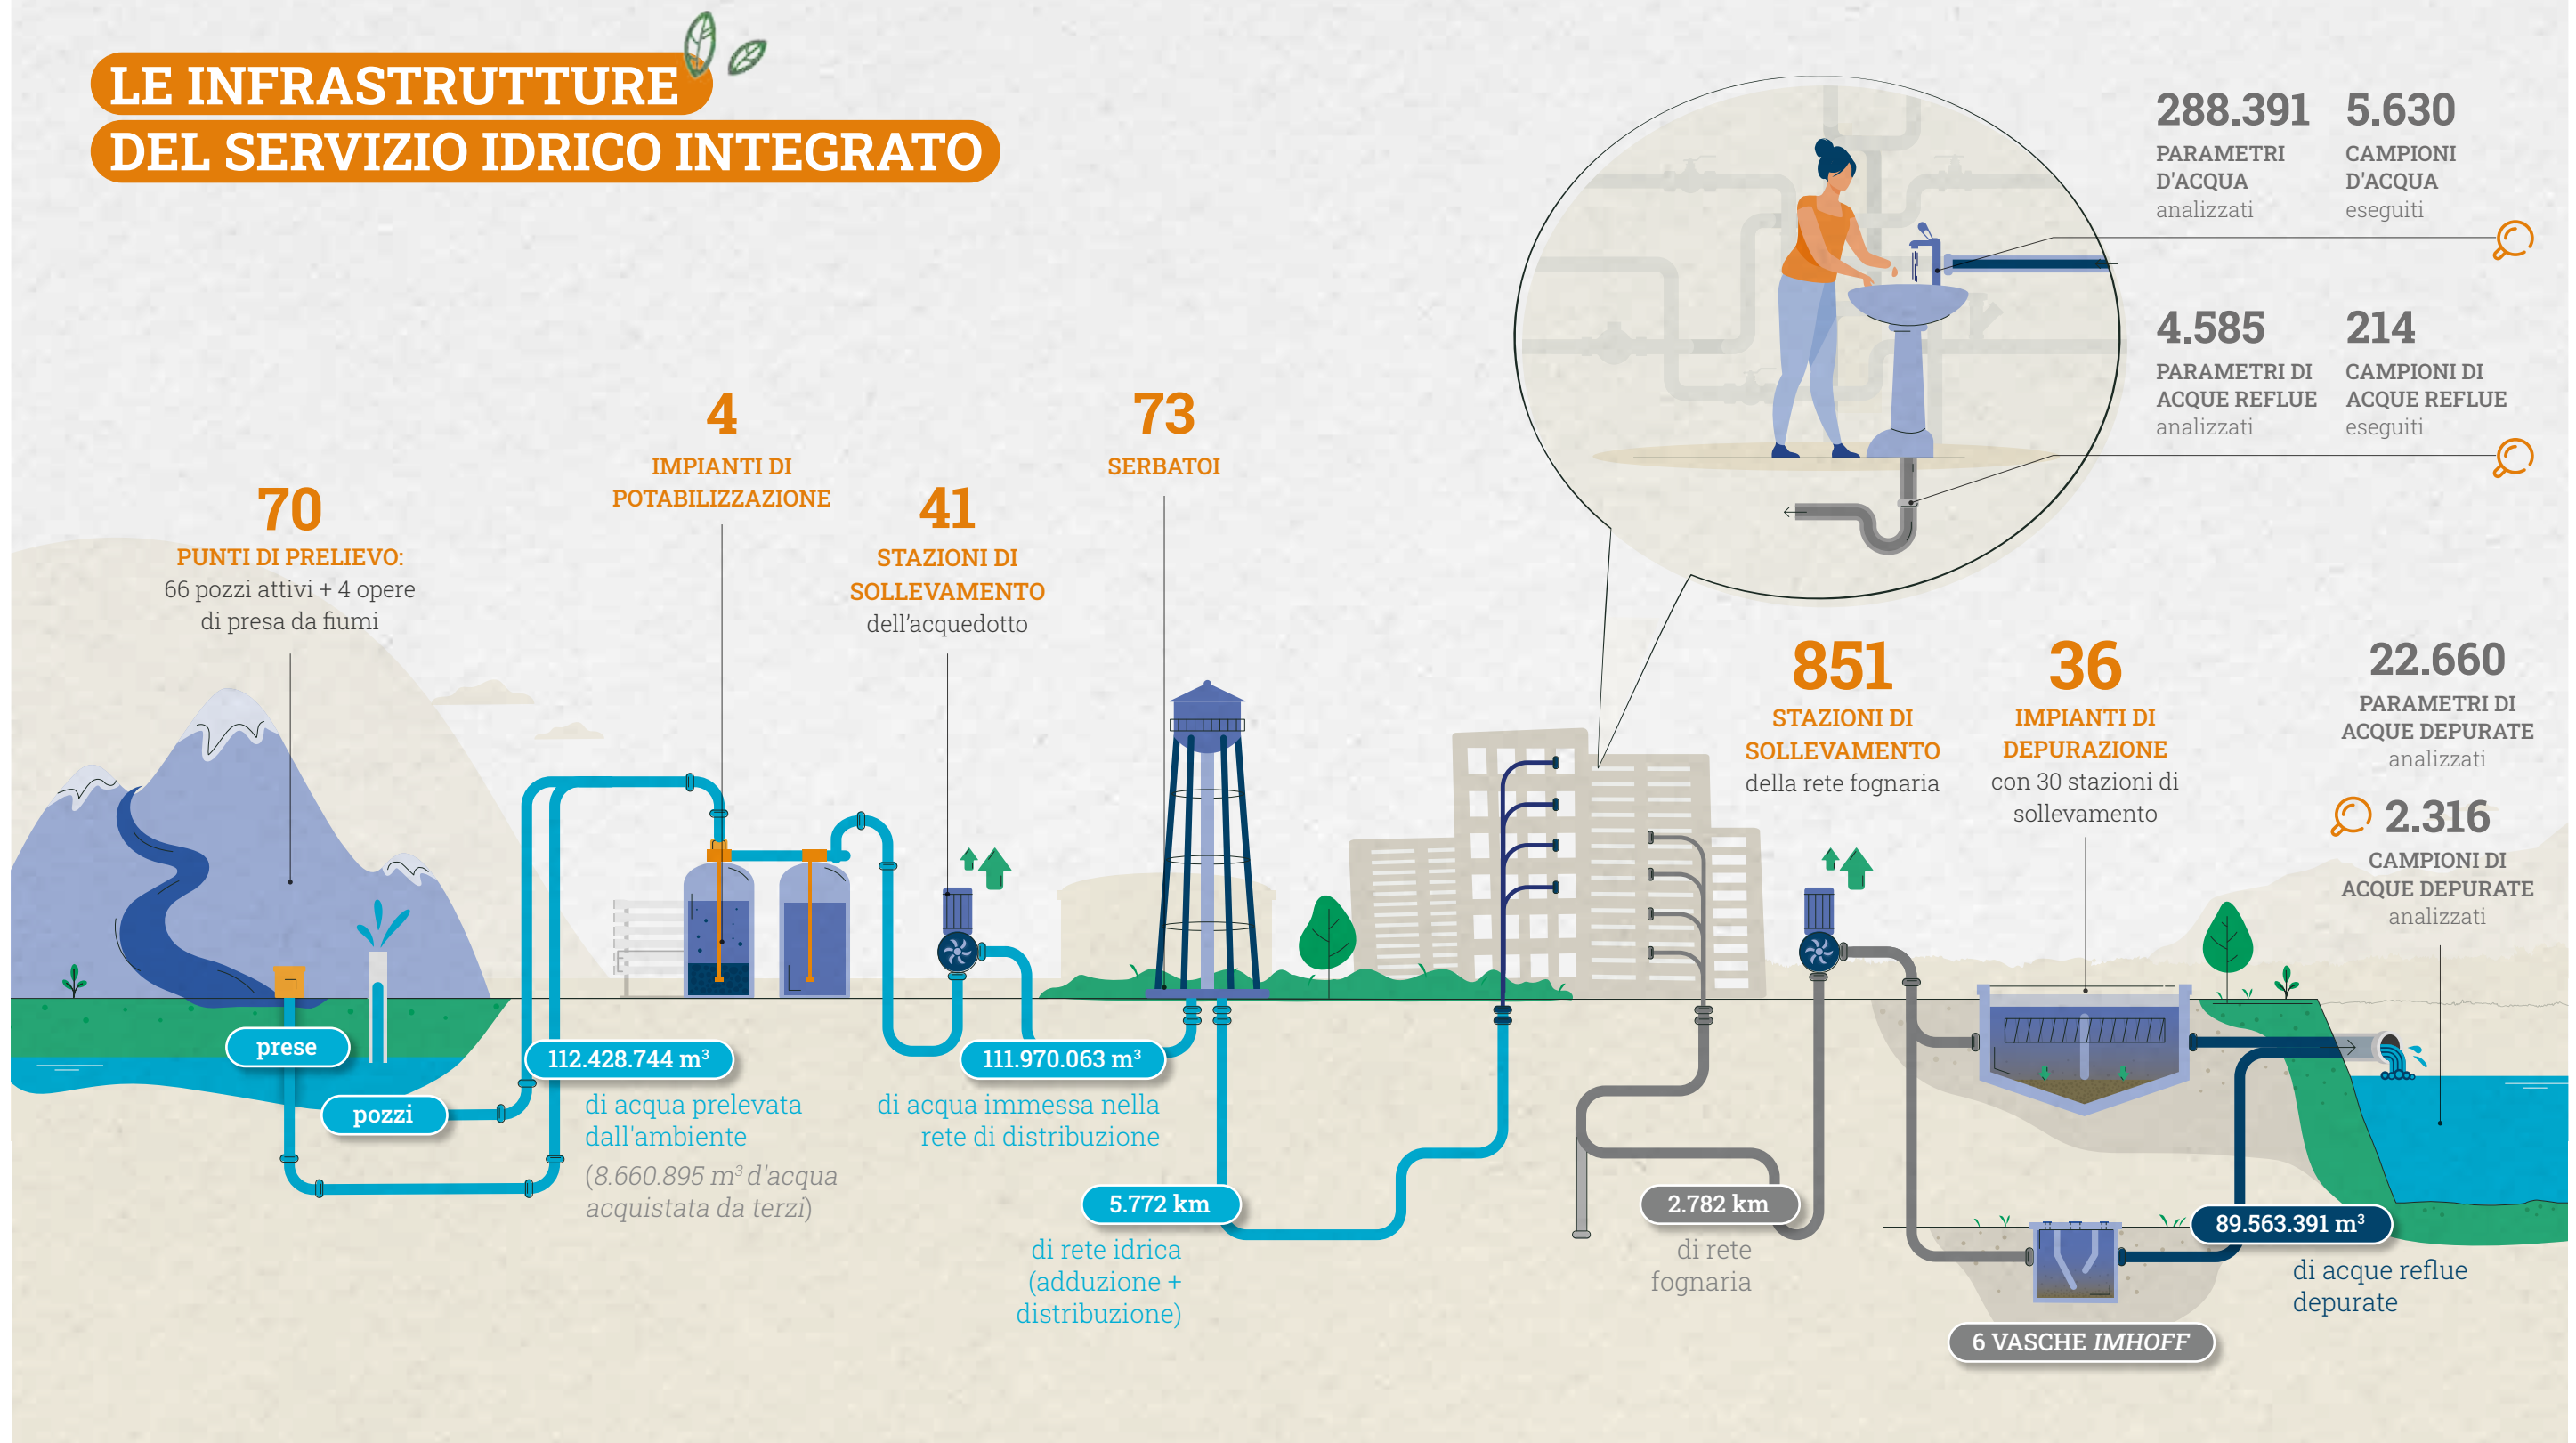 LE INFRASTRUTTURE
DEL SERVIZIO IDRICO INTEGRATO
288.391
PARAMETRI
D'ACQUA
analizzati
5.630
CAMPIONI
D'ACQUA
eseguiti
4.585
PARAMETRI DI
ACQUE REFLUE
analizzati
214
CAMPIONI DI
ACQUE REFLUE
eseguiti
70
PUNTI DI PRELIEVO:
66 pozzi attivi + 4 opere
di presa da fiumi
4
IMPIANTI DI
POTABILIZZAZIONE
41
STAZIONI DI
SOLLEVAMENTO
dell’acquedotto
73
SERBATOI
851
STAZIONI DI
SOLLEVAMENTO
della rete fognaria
36
IMPIANTI DI
DEPURAZIONE
con 30 stazioni di
sollevamento
22.660
PARAMETRI DI
ACQUE DEPURATE
analizzati
2.316
CAMPIONI DI
ACQUE DEPURATE
analizzati
prese
pozzi
112.428.744 m³
di acqua prelevata
dall'ambiente
(8.660.895 m³ d'acqua
acquistata da terzi)
111.970.063 m³
di acqua immessa nella
rete di distribuzione
5.772 km
di rete idrica
(adduzione +
distribuzione)
2.782 km
di rete
fognaria
89.563.391 m³
di acque reflue
depurate
6 VASCHE IMHOFF